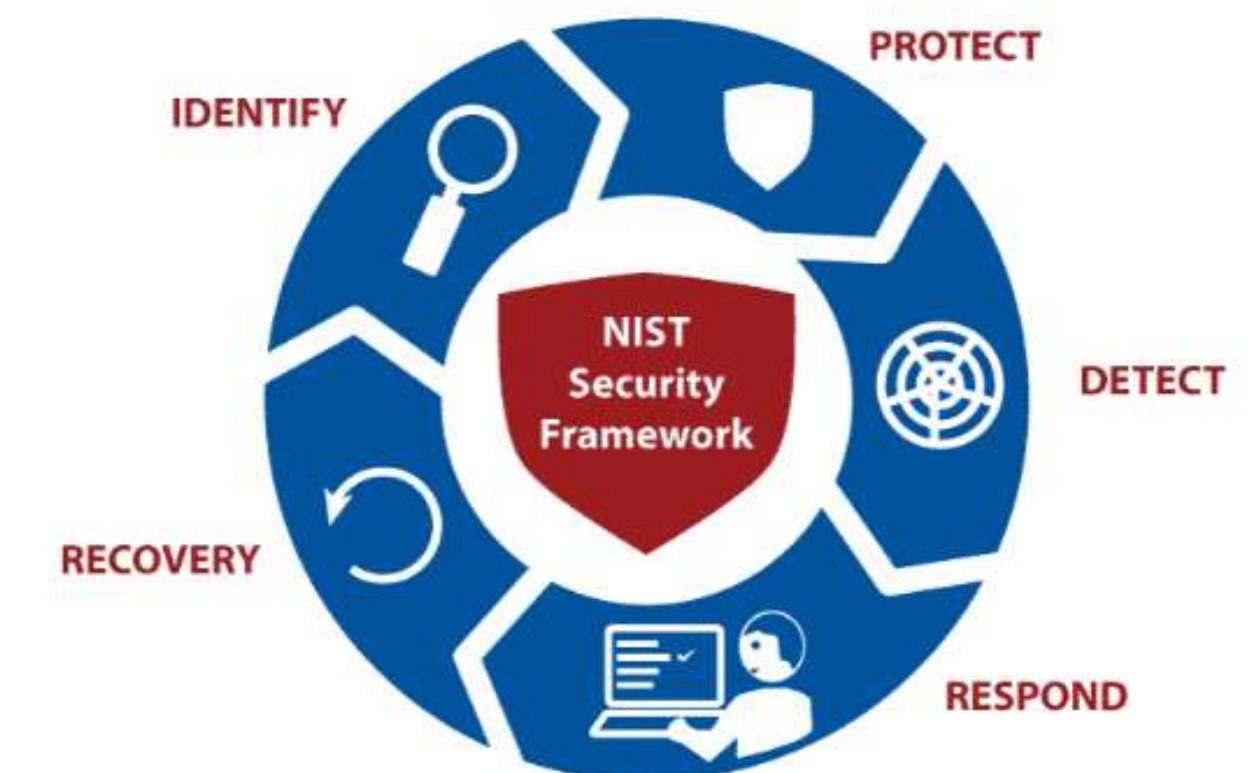 PROTECT
IDENTIFY
NIST
Security
Framework
DETECT
RECOVERY
RESPOND